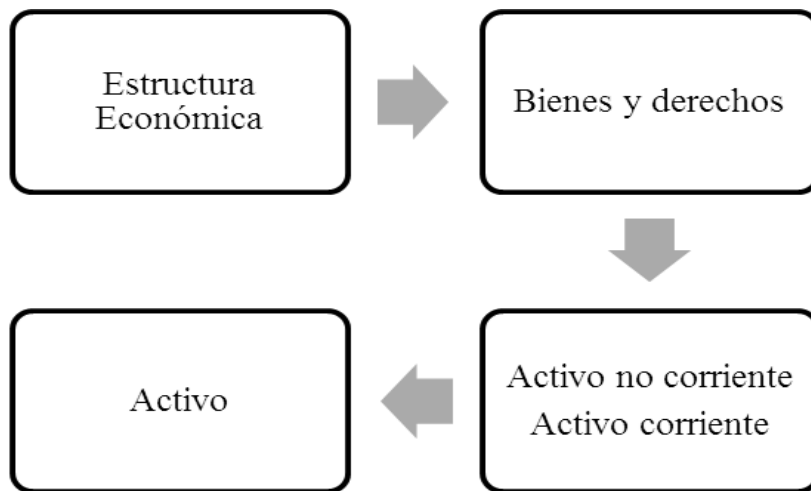 Estructura
Económica
Bienes y derechos
Activo no corriente
Activo corriente
Activo